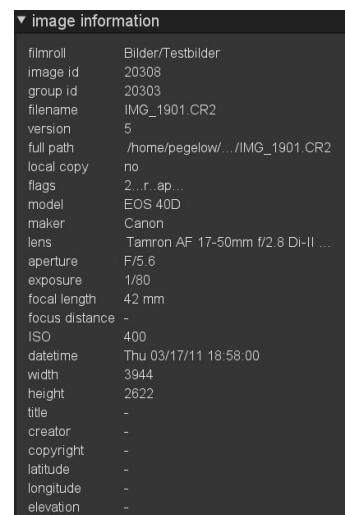 ▼ image information
filmroll Bilder/Testbilder
image id 20308
group id 20303
filename IMG_1901.CR2
version 5
full path /home/pegelow/.../IMG_1901.CR2
local copy no
flags 2...r..ap...
model EOS 40D
maker Canon
lens Tamron AF 17-50mm f/2.8 Di-II ...
aperture F/5.6
exposure 1/80
focal length 42 mm
focus distance -
ISO 400
datetime Thu 03/17/11 18:58:00
width 3944
height 2622
title -
creator -
copyright -
latitude -
longitude -
elevation -